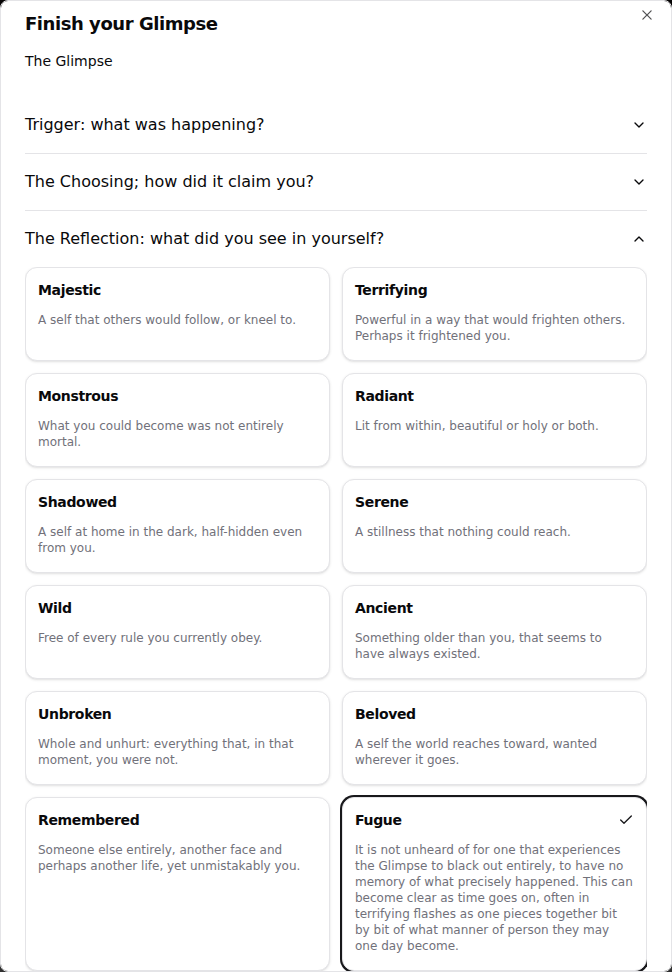 Finish your Glimpse
The Glimpse
Trigger: what was happening?
The Choosing; how did it claim you?
The Reflection: what did you see in yourself?
Majestic
A self that others would follow, or kneel to.
Terrifying
Powerful in a way that would frighten others.
Perhaps it frightened you.
Monstrous
What you could become was not entirely
mortal.
Radiant
Lit from within, beautiful or holy or both.
Shadowed
A self at home in the dark, half-hidden even
from you.
Serene
A stillness that nothing could reach.
Wild
Free of every rule you currently obey.
Ancient
Something older than you, that seems to
have always existed.
Unbroken
Whole and unhurt: everything that, in that
moment, you were not.
Beloved
A self the world reaches toward, wanted
wherever it goes.
Remembered
Someone else entirely, another face and
perhaps another life, yet unmistakably you.
Fugue
It is not unheard of for one that experiences
the Glimpse to black out entirely, to have no
memory of what precisely happened. This can
become clear as time goes on, often in
terrifying flashes as one pieces together bit
by bit of what manner of person they may
one day become.